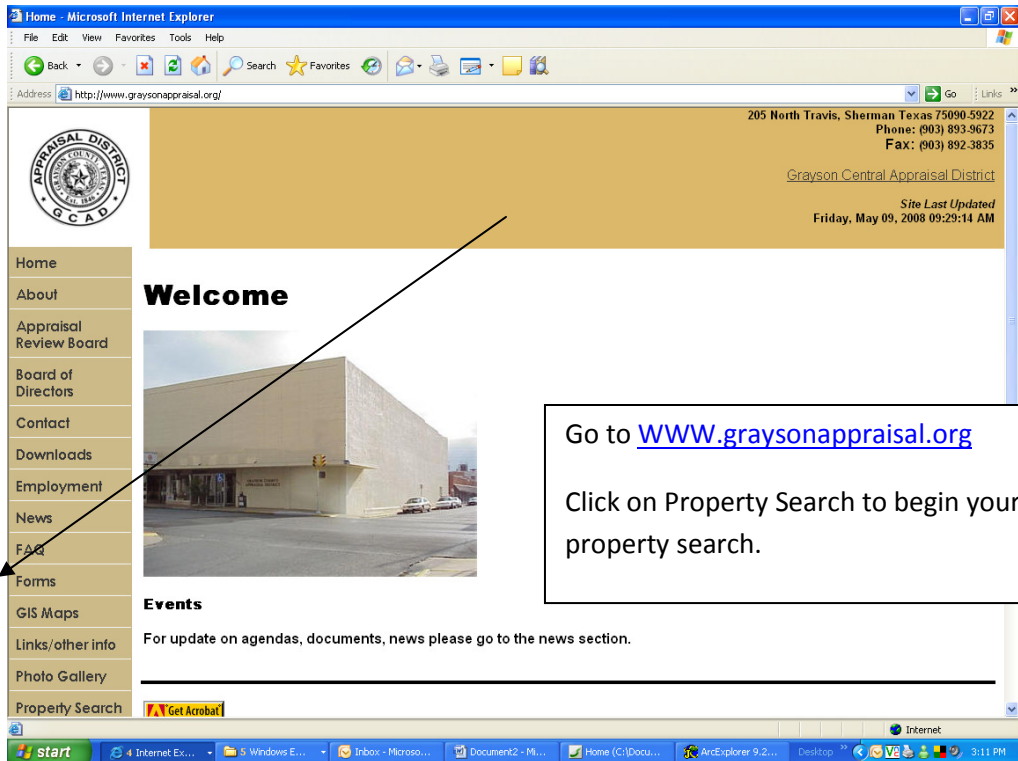 Home - Microsoft Internet Explorer
File Edit View Favorites Tools Help
Back Search Favorites
Address http://www.graysonappraisal.org/ Go Links »
APPRAISAL DISTRICT
GRAYSON COUNTY, TEXAS
EST. 1846
GCAD
205 North Travis, Sherman Texas 75090-5922
Phone: (903) 893-9673
Fax: (903) 892-3835
Grayson Central Appraisal District
Site Last Updated
Friday, May 09, 2008 09:29:14 AM
Home
About
Appraisal
Review Board
Board of
Directors
Contact
Downloads
Employment
News
FAQ
Forms
GIS Maps
Links/other info
Photo Gallery
Property Search
Welcome
Go to WWW.graysonappraisal.org
Click on Property Search to begin your
property search.
Events
For update on agendas, documents, news please go to the news section.
Get Acrobat
Internet
start 4 Internet Ex... 5 Windows E... Inbox - Microso... Document2 - Mi... Home (C:\Docu... ArcExplorer 9.2... Desktop » 3:11 PM